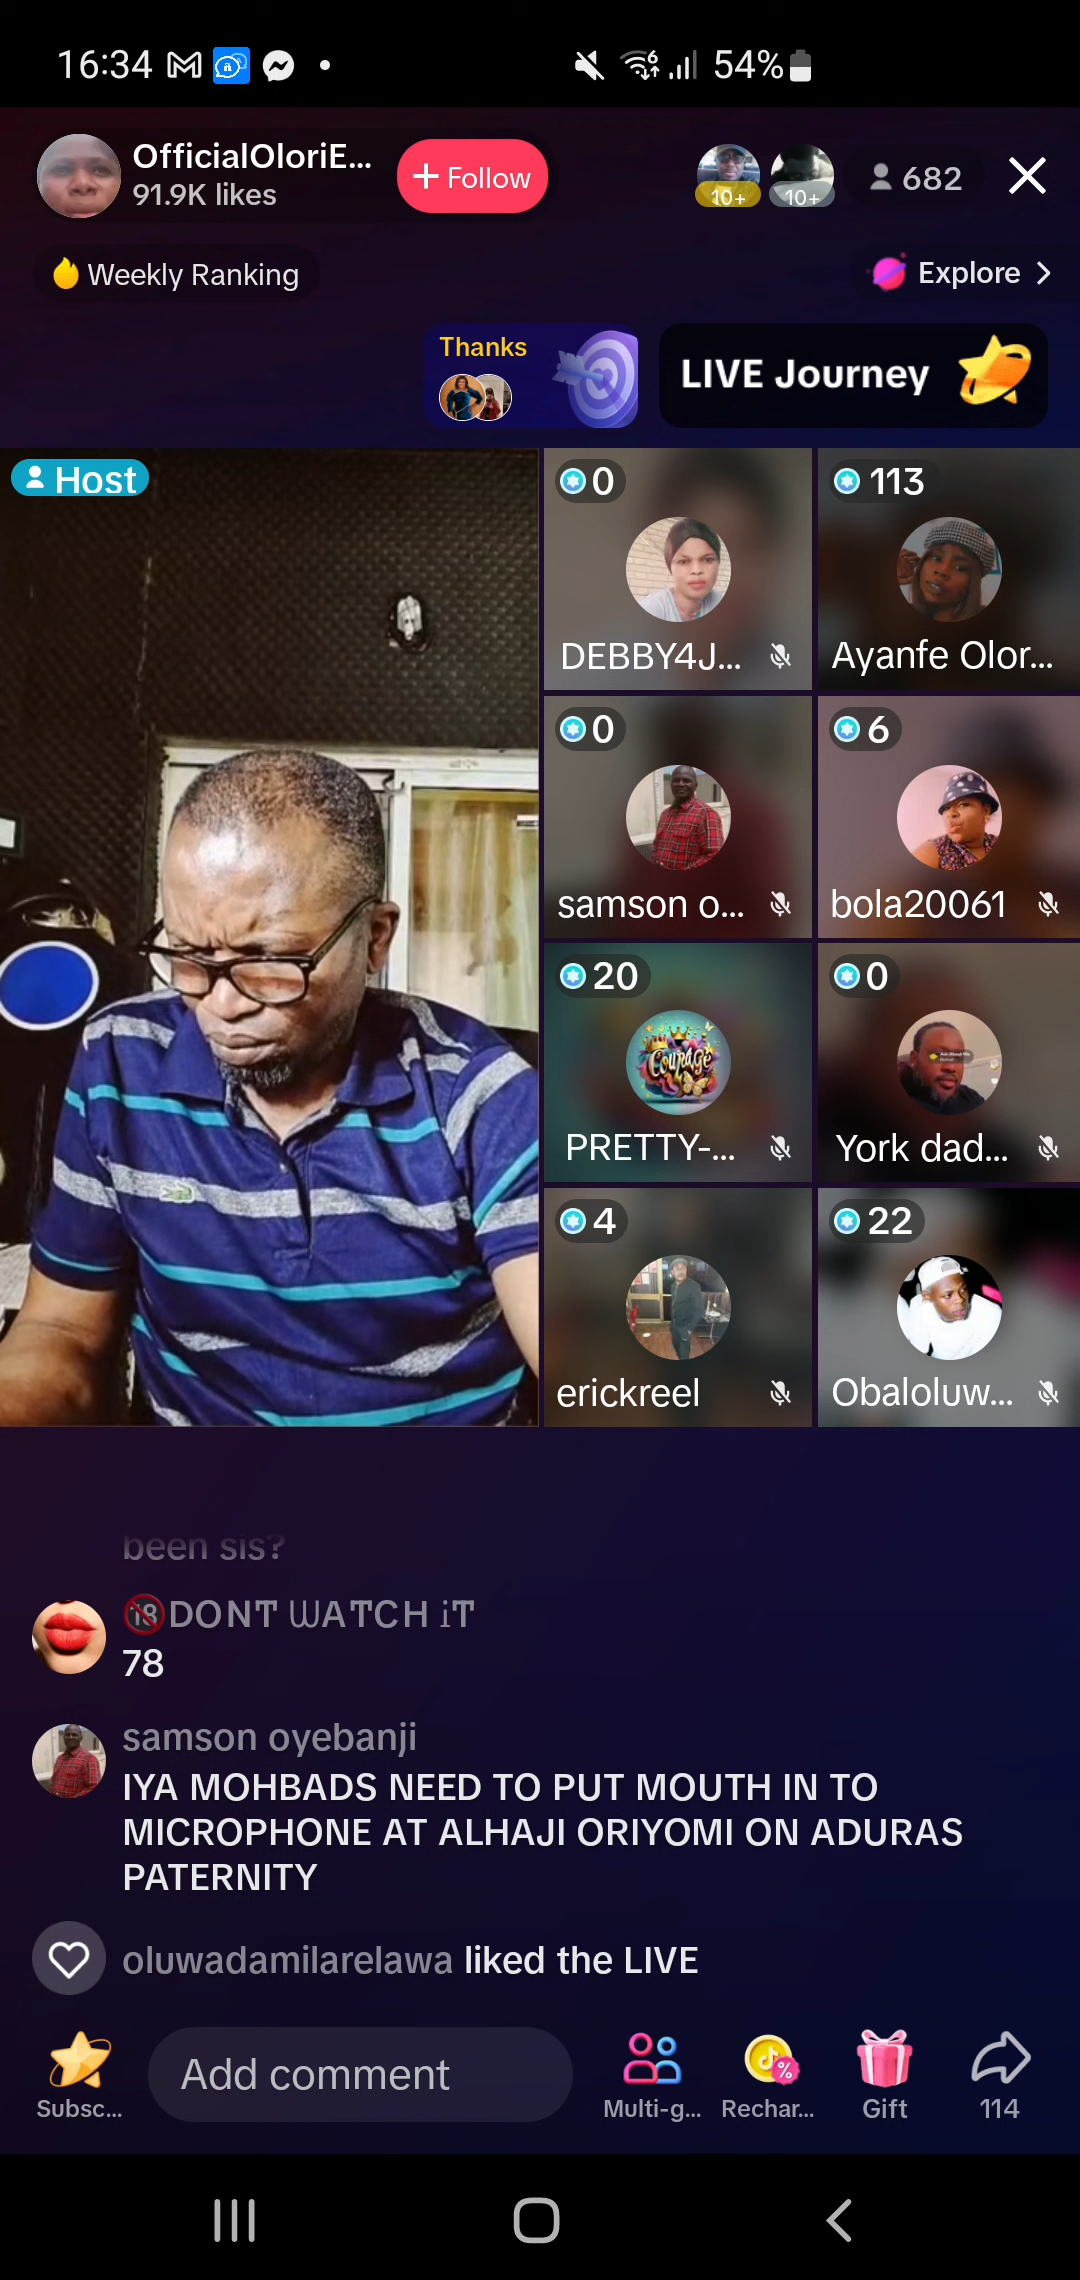 16:34
54%
OfficialOloriE...
91.9K likes
+ Follow
10+
10+
682
Weekly Ranking
Explore
Thanks
LIVE Journey
Host
0
DEBBY4J...
113
Ayanfe Olor...
0
samson o...
6
bola20061
20
Courage
PRETTY-...
0
York dad...
4
erickreel
22
Obaloluw...
been sis?
🔞DONT WATCH iT
78
samson oyebanji
IYA MOHBADS NEED TO PUT MOUTH IN TO
MICROPHONE AT ALHAJI ORIYOMI ON ADURAS
PATERNITY
oluwadamilarelawa liked the LIVE
Subsc...
Add comment
Multi-g...
Rechar...
Gift
114